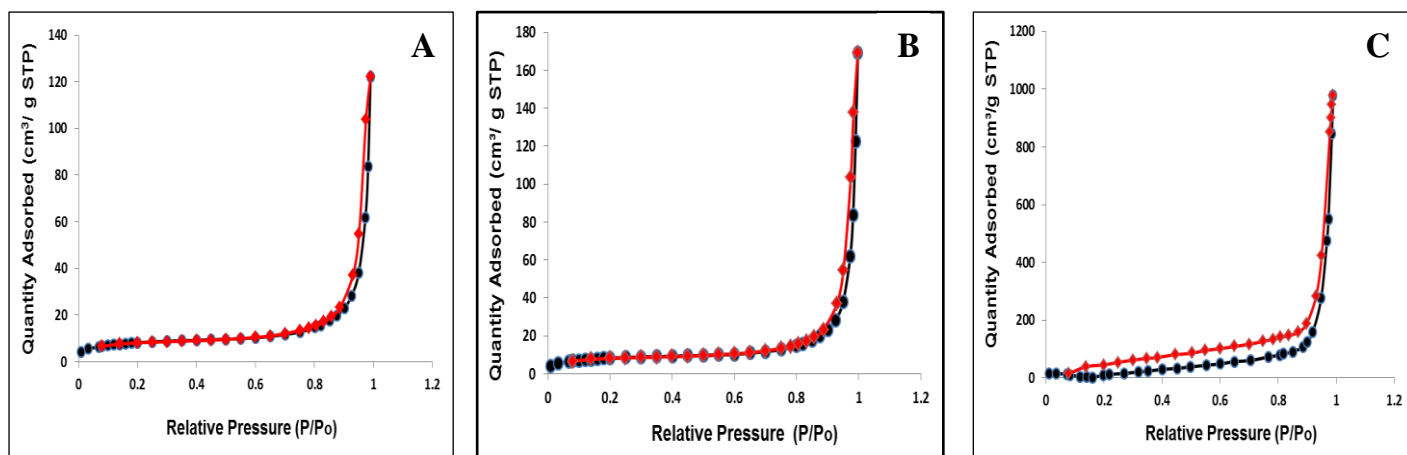 A
Quantity Adsorbed (cm³/ g STP)
140
120
100
80
60
40
20
0
0 0.2 0.4 0.6 0.8 1 1.2
Relative Pressure (P/Po)
B
Quantity Adsorbed (cm³/ g STP)
180
160
140
120
100
80
60
40
20
0
0 0.2 0.4 0.6 0.8 1 1.2
Relative Pressure (P/Po)
C
Quantity Adsorbed (cm³/g STP)
1200
1000
800
600
400
200
0
0 0.2 0.4 0.6 0.8 1 1.2
Relative Pressure (P/Po)